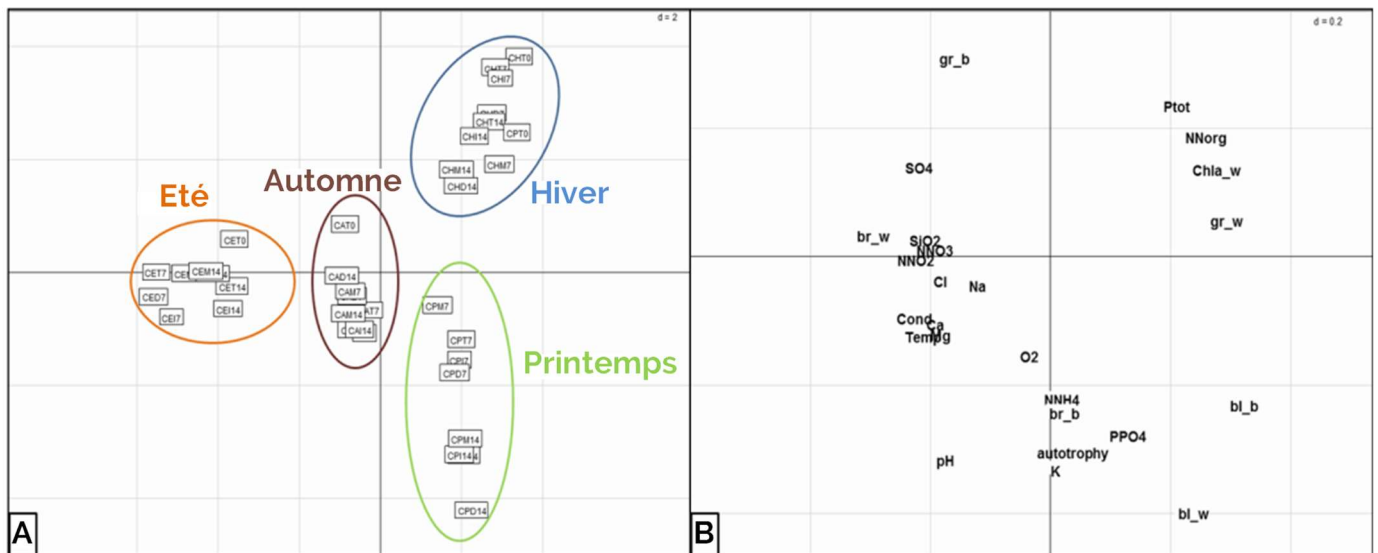 d = 2
CHT0
CHT7
CHI7
CHT14
CHI14
CPT0
CHM14
CHM7
CHD14
Hiver
Automne
Eté
CAT0
CET0
CET7
CEM14
CET14
CED7
CEI7
CEI14
CAD14
CAM7
CAM14
CAI14
CPM7
CPT7
CPI7
CPD7
Printemps
CPM14
CPI14
CPD14
A
d = 0.2
gr_b
Ptot
NNorg
SO4
Chla_w
gr_w
br_w
SiO2
NNO3
NNO2
Cl
Na
Cond
Ca
Temp
O2
NNH4
br_b
bl_b
PPO4
autotrophy
pH
K
bl_w
B